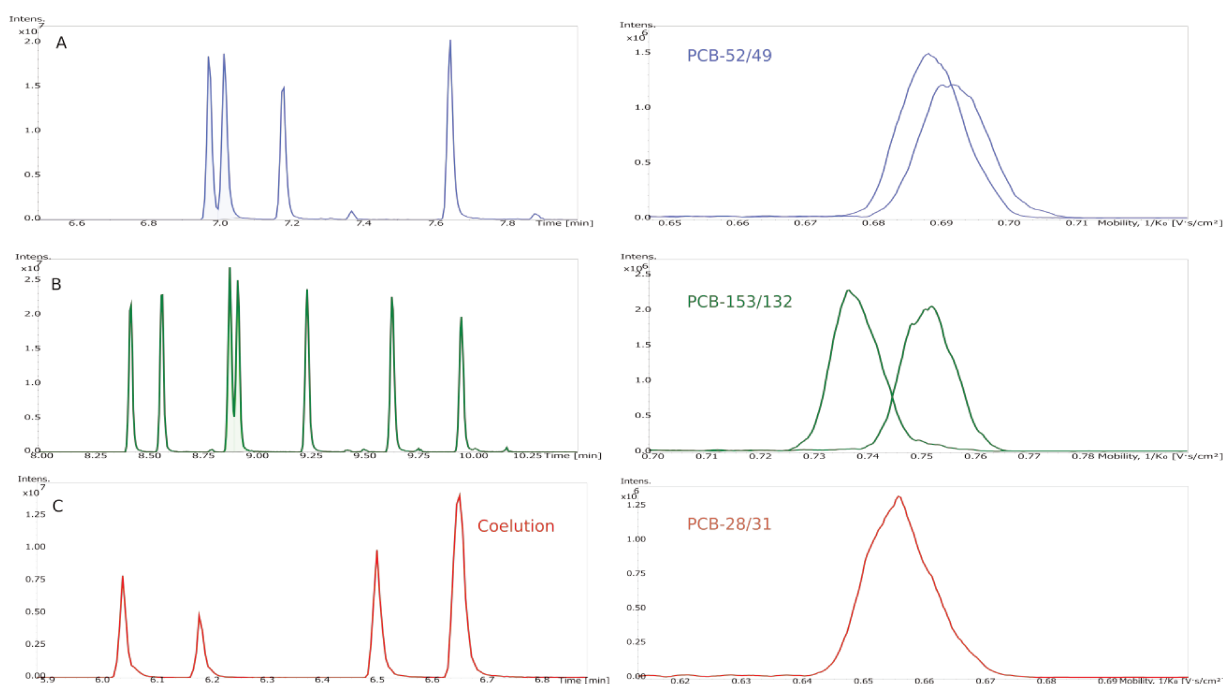 Intens.
x10 7
A
2.0
1.5
1.0
0.5
0.0
6.6 6.8 7.0 7.2 7.4 7.6 7.8 Time [min]
Intens.
x10 6
PCB-52/49
1.5
1.0
0.5
0.0
0.65 0.66 0.67 0.68 0.69 0.70 0.71 Mobility, 1/K₀ [V·s/cm²]
Intens.
x10 7
B
2.5
2.0
1.5
1.0
0.5
0.0
8.00 8.25 8.50 8.75 9.00 9.25 9.50 9.75 10.00 10.25 Time [min]
Intens.
x10 6
2.5
PCB-153/132
2.0
1.5
1.0
0.5
0.0
0.70 0.71 0.72 0.73 0.74 0.75 0.76 0.77 0.78 Mobility, 1/K₀ [V·s/cm²]
Intens.
x10 7
C
1.25
Coelution
1.00
0.75
0.50
0.25
0.00
5.9 6.0 6.1 6.2 6.3 6.4 6.5 6.6 6.7 6.8 Time [min]
Intens.
x10 6
1.25
PCB-28/31
1.00
0.75
0.50
0.25
0.00
0.62 0.63 0.64 0.65 0.66 0.67 0.68 0.69 Mobility, 1/K₀ [V·s/cm²]